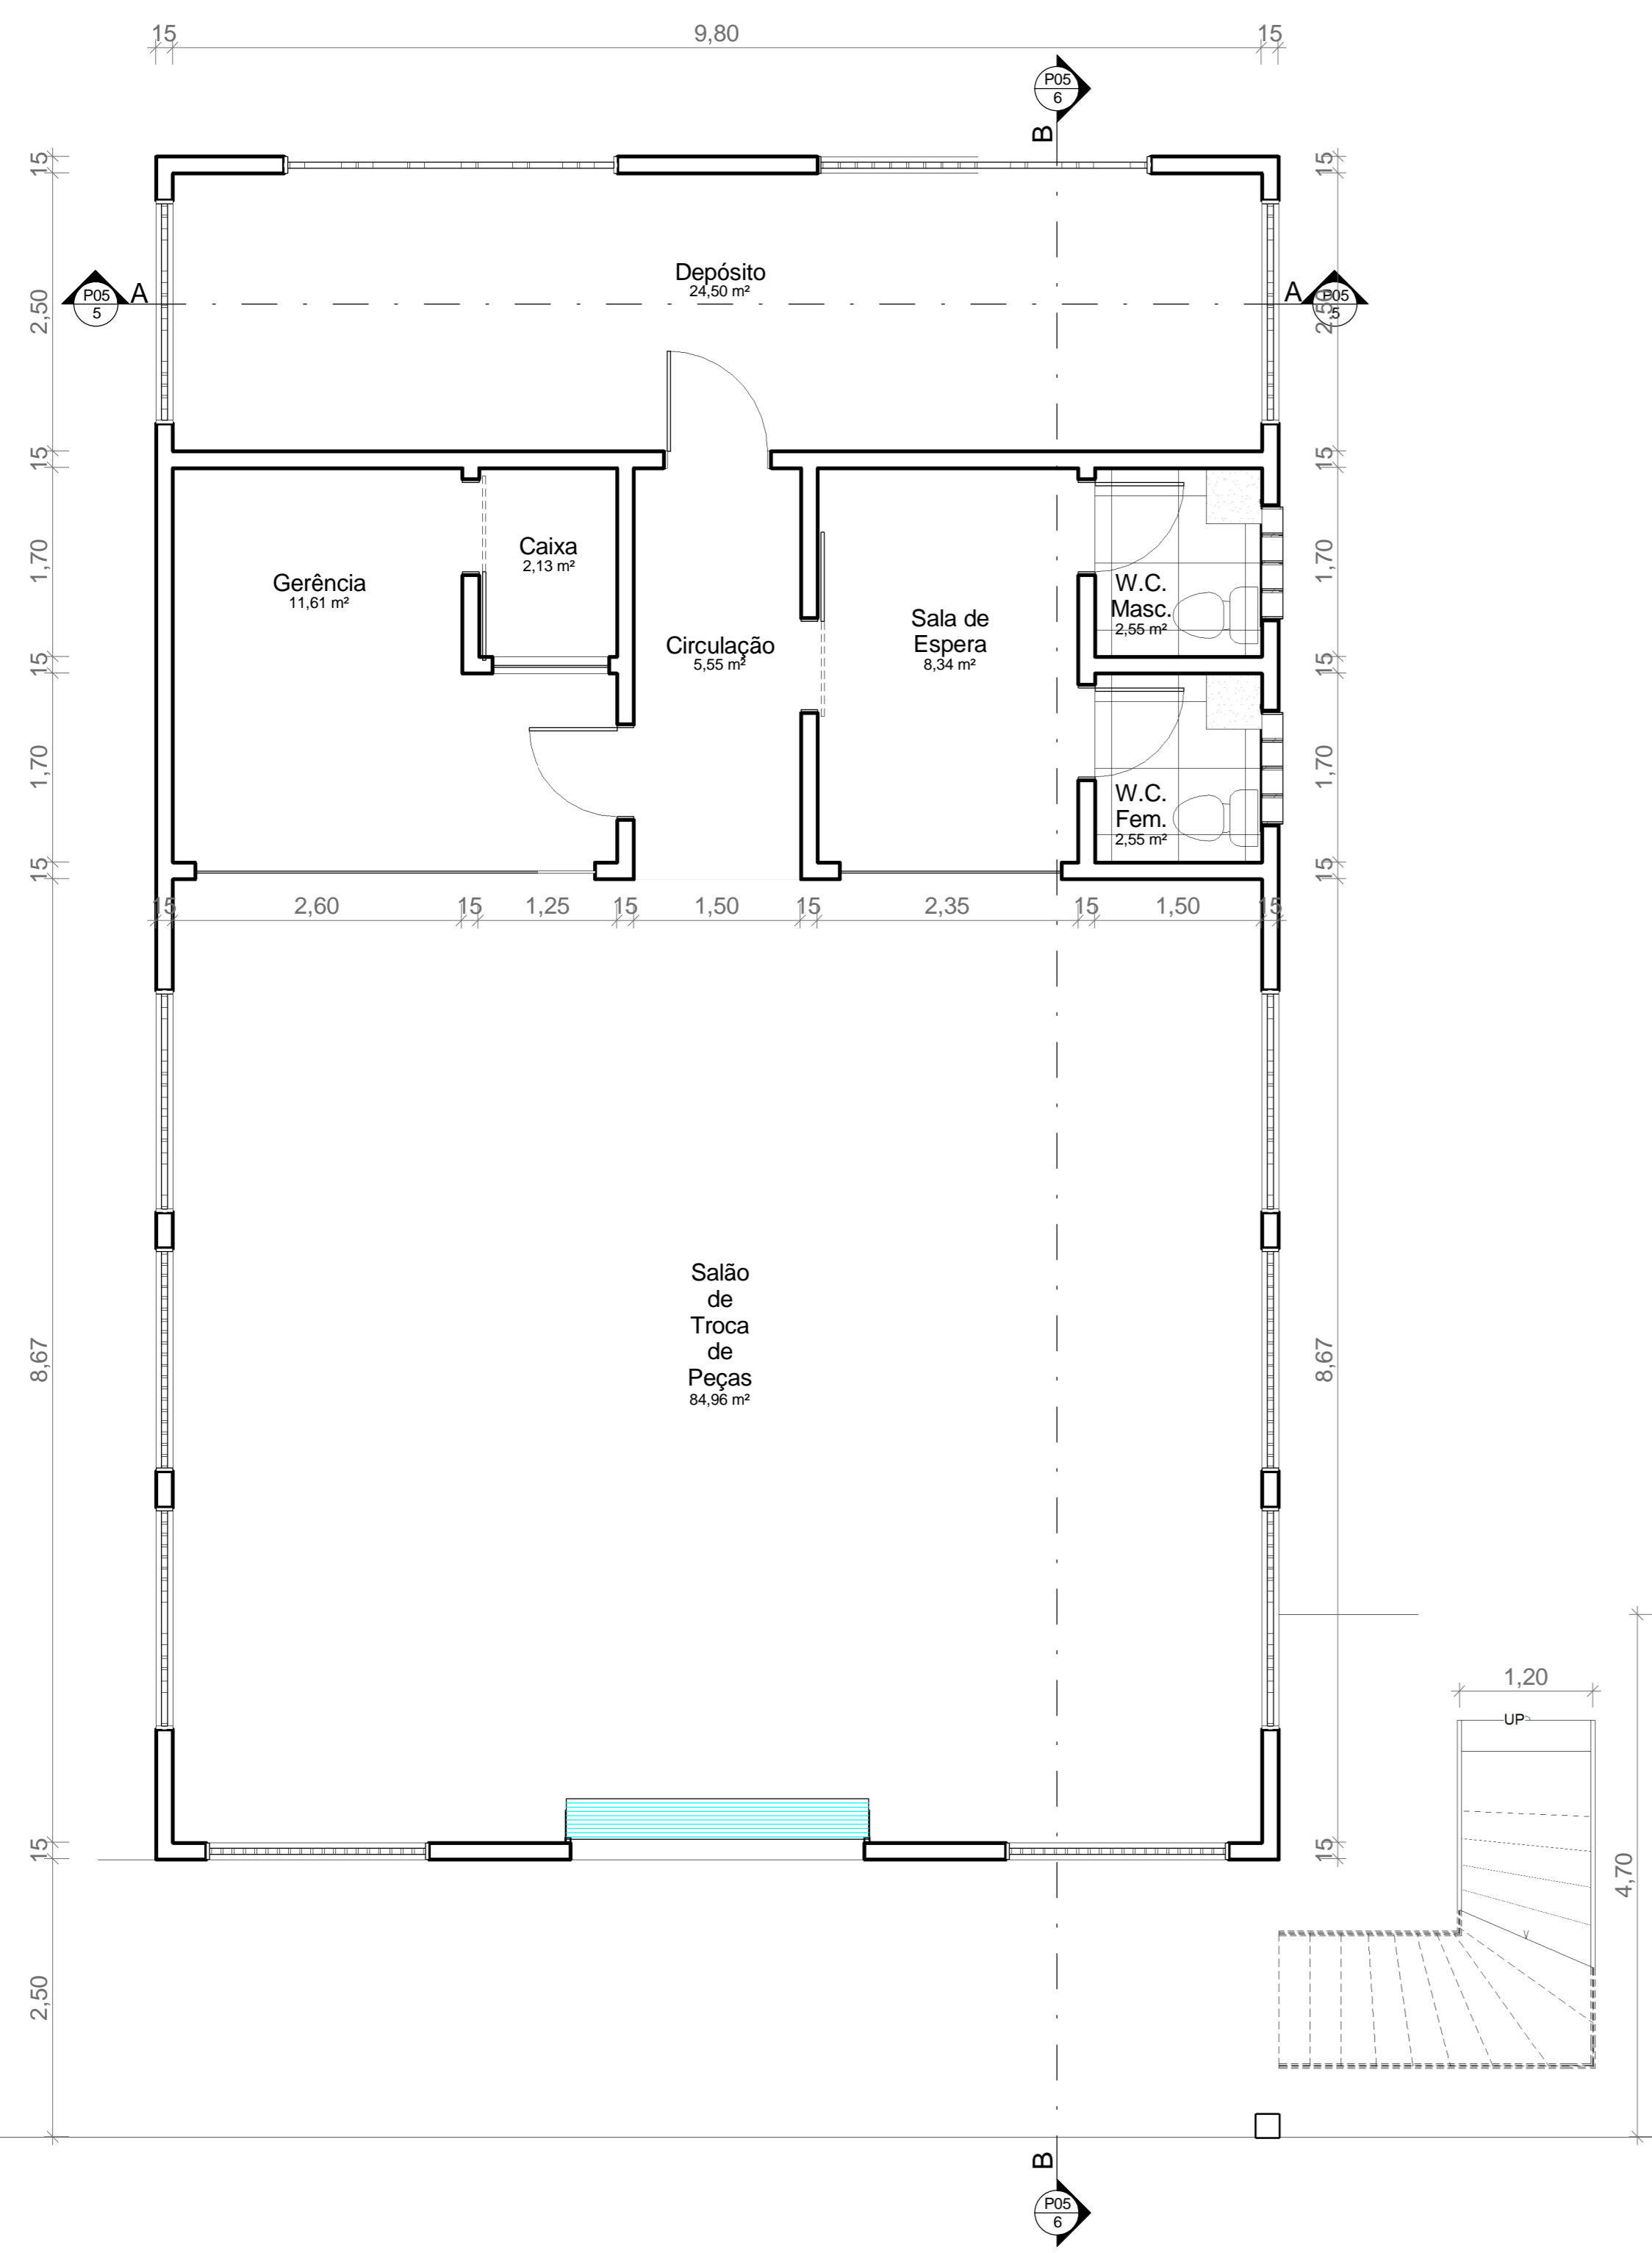 15
9,80
15
P05
6
B
15
15
Depósito
24,50 m²
P05
5
A
A
P05
5
2,50
2,50
15
15
Caixa
2,13 m²
Gerência
11,61 m²
1,70
1,70
W.C.
Masc.
2,55 m²
Sala de
Espera
8,34 m²
Circulação
5,55 m²
15
15
1,70
1,70
W.C.
Fem.
2,55 m²
15
15
15
2,60
15
1,25
15
1,50
15
2,35
15
1,50
15
Salão
de
Troca
de
Peças
84,96 m²
8,67
8,67
1,20
UP
15
15
4,70
2,50
B
P05
6